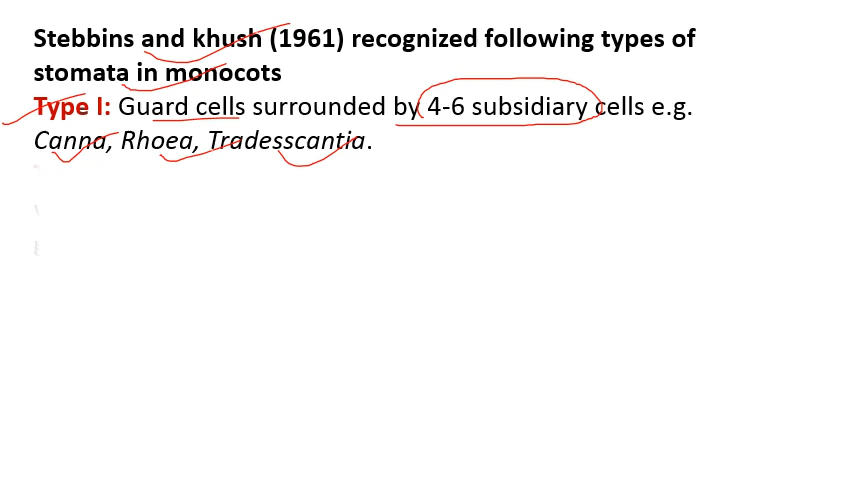 Stebbins and khush (1961) recognized following types of
stomata in monocots
Type I: Guard cells surrounded by 4-6 subsidiary cells e.g.
Canna, Rhoea, Tradesscantia.